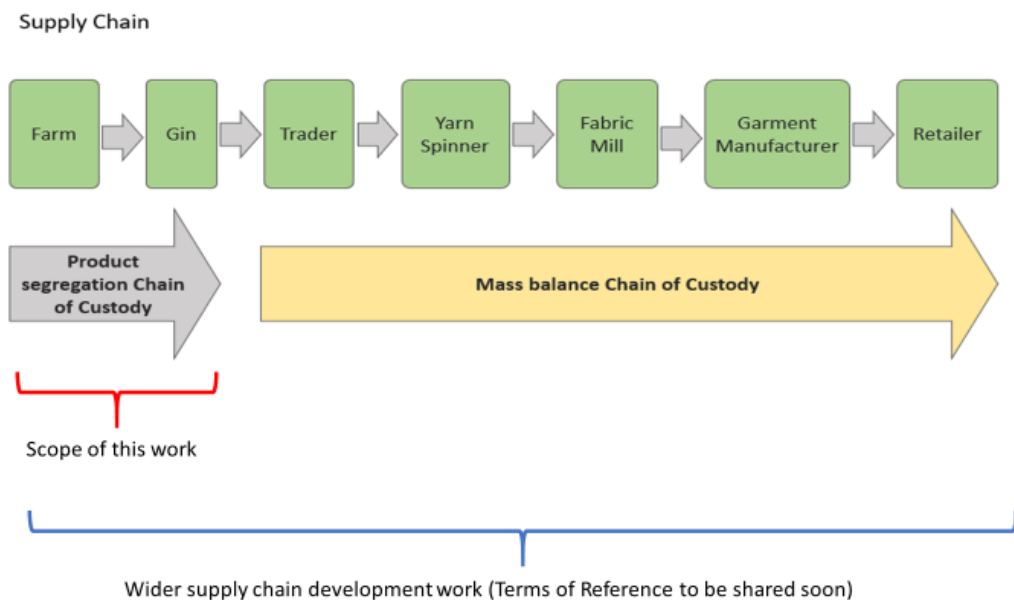 Supply Chain
Farm
Gin
Trader
Yarn
Spinner
Fabric
Mill
Garment
Manufacturer
Retailer
Product
segregation Chain
of Custody
Mass balance Chain of Custody
Scope of this work
Wider supply chain development work (Terms of Reference to be shared soon)